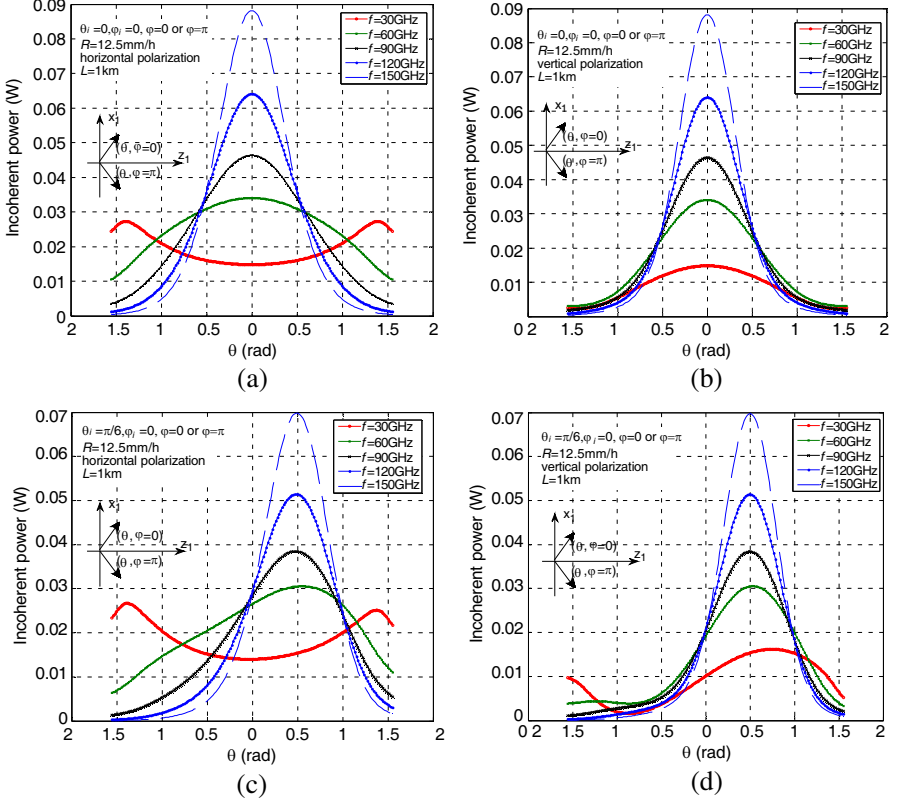 θi =0,φi =0, φ=0 or φ=π
R=12.5mm/h
horizontal polarization
L=1km
f=30GHz
f=60GHz
f=90GHz
f=120GHz
f=150GHz
x1
(θ, φ=0)
z1
(θ, φ=π)
Incoherent power (W)
0.09
0.08
0.07
0.06
0.05
0.04
0.03
0.02
0.01
0
2 1.5 1 0.5 0 0.5 1 1.5 2
θ (rad)
(a)
θi =0,φi =0, φ=0 or φ=π
R=12.5mm/h
vertical polarization
L=1km
f=30GHz
f=60GHz
f=90GHz
f=120GHz
f=150GHz
x1
(θ, φ=0)
z1
(θ, φ=π)
Incoherent power (W)
0.09
0.08
0.07
0.06
0.05
0.04
0.03
0.02
0.01
0
2 1.5 1 0.5 0 0.5 1 1.5 2
θ (rad)
(b)
θi =π/6,φi =0, φ=0 or φ=π
R=12.5mm/h
horizontal polarization
L=1km
f=30GHz
f=60GHz
f=90GHz
f=120GHz
f=150GHz
x1
(θ, φ=0)
z1
(θ, φ=π)
Incoherent power (W)
0.07
0.06
0.05
0.04
0.03
0.02
0.01
0
2 1.5 1 0.5 0 0.5 1 1.5 2
θ (rad)
(c)
θi =π/6,φi =0, φ=0 or φ=π
R=12.5mm/h
vertical polarization
L=1km
f=30GHz
f=60GHz
f=90GHz
f=120GHz
f=150GHz
x1
(θ, φ=0)
z1
(θ, φ=π)
Incoherent power (W)
0.07
0.06
0.05
0.04
0.03
0.02
0.01
0 2 1.5 1 0.5 0 0.5 1 1.5 2
θ (rad)
(d)